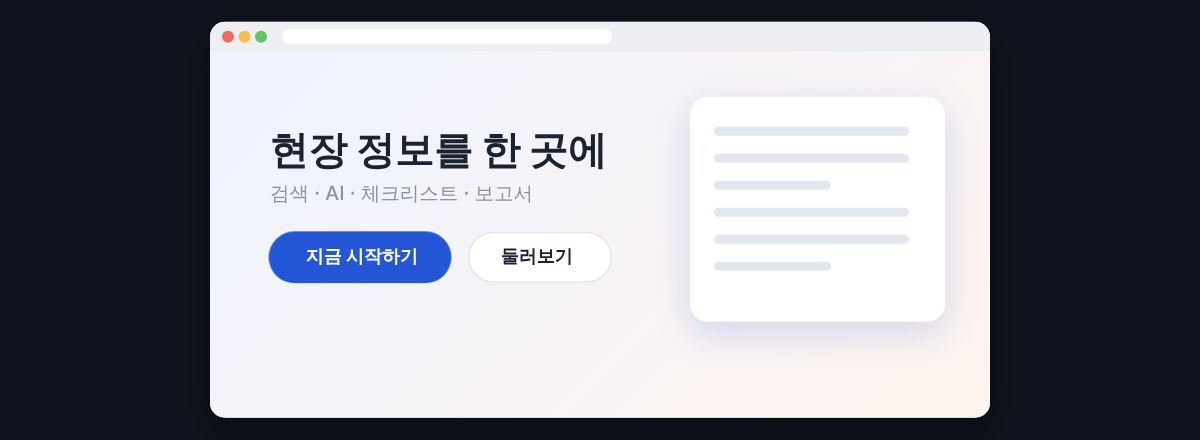 현장 정보를 한 곳에
검색 · AI · 체크리스트 · 보고서
지금 시작하기
둘러보기